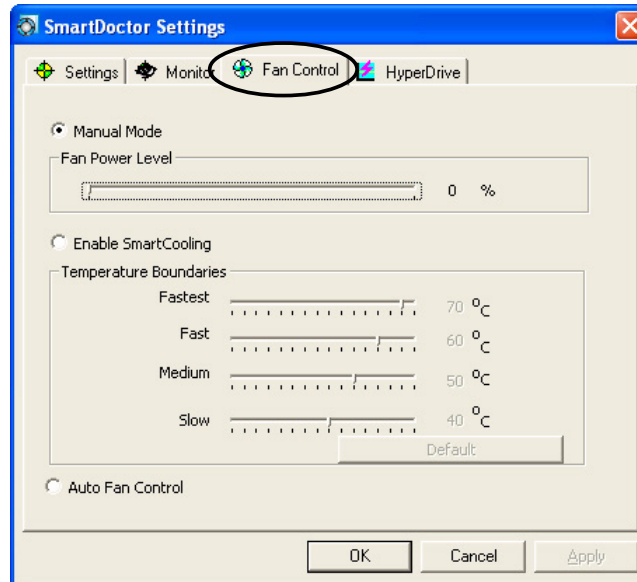 SmartDoctor Settings
Settings Monitor Fan Control HyperDrive
Manual Mode
Fan Power Level
0 %
Enable SmartCooling
Temperature Boundaries
Fastest 70 °C
Fast 60 °C
Medium 50 °C
Slow 40 °C
Default
Auto Fan Control
OK Cancel Apply